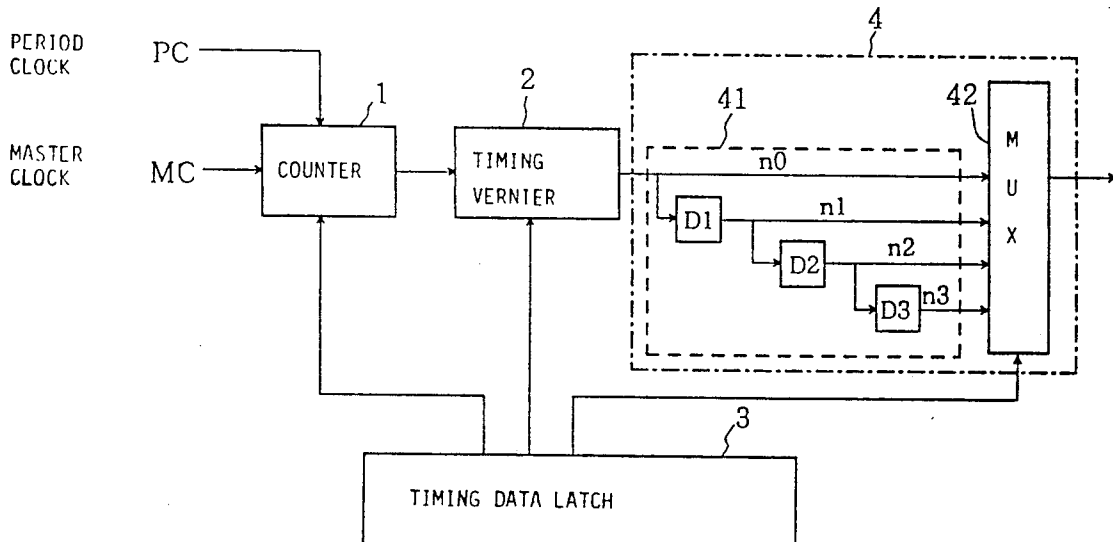 PERIOD
CLOCK
PC
MASTER
CLOCK
MC
1
COUNTER
2
TIMING
VERNIER
4
41
42
n0
D1
n1
D2
n2
D3
n3
M
U
X
3
TIMING DATA LATCH